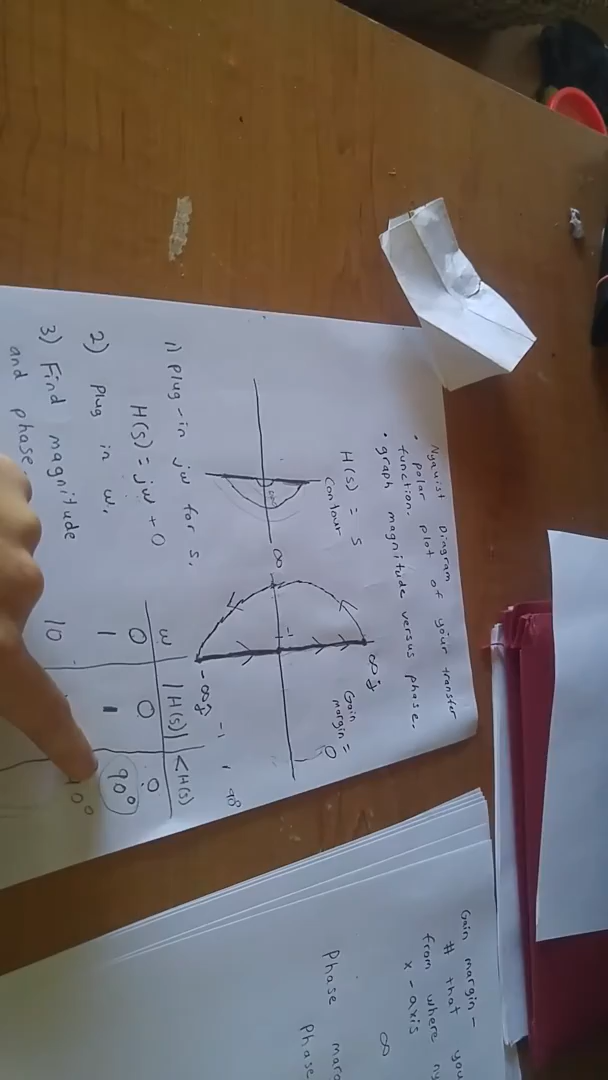 Nyquist Diagram
• polar plot of your transfer
function.
• graph magnitude versus phase.
H(s) = s
Contour
∞
∞j
-1
-∞j
Gain
margin =
0
-1, 90°
1) Plug-in jω for s.
H(s) = jω + 0
2) Plug in ω,
3) Find magnitude
and phase
ω |H(s)| <H(s)
0 0 0
1 1 90°
10
Gain margin -
# that you
from where
x-axis
∞
Phase
phase